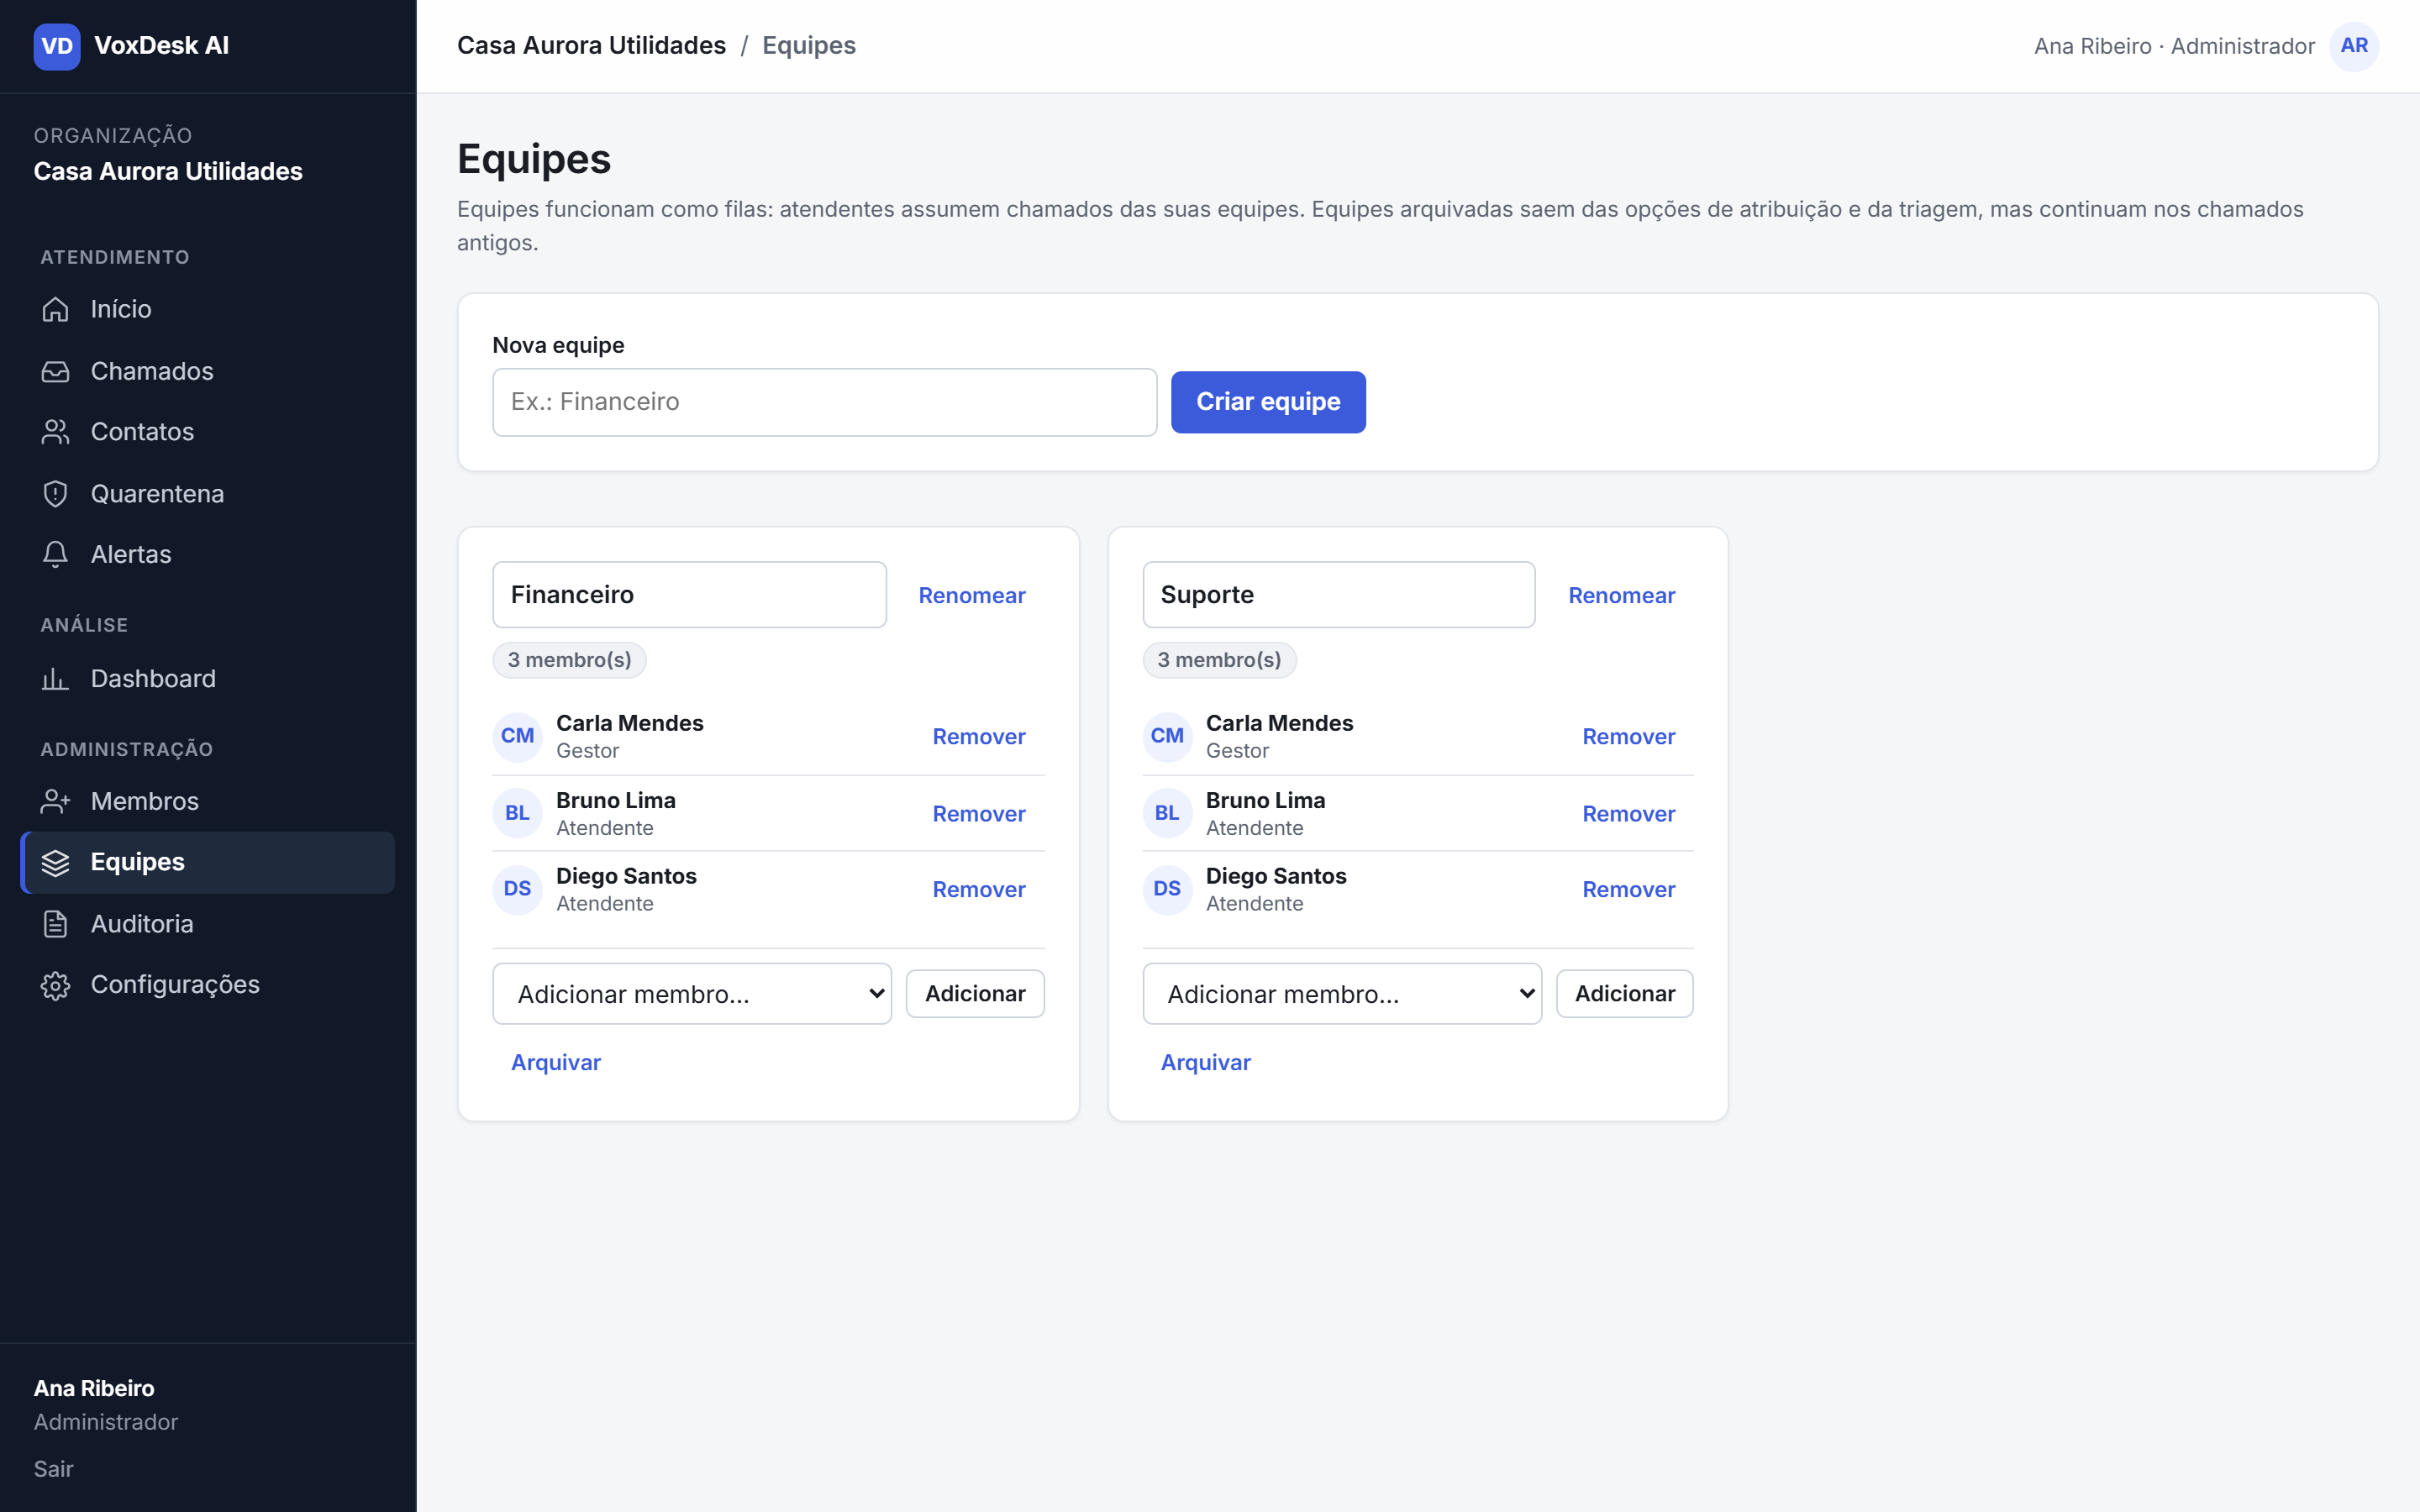 VD VoxDesk AI
ORGANIZAÇÃO
Casa Aurora Utilidades
ATENDIMENTO
Início
Chamados
Contatos
Quarentena
Alertas
ANÁLISE
Dashboard
ADMINISTRAÇÃO
Membros
Equipes
Auditoria
Configurações
Ana Ribeiro
Administrador
Sair
Casa Aurora Utilidades / Equipes
Ana Ribeiro · Administrador AR
Equipes
Equipes funcionam como filas: atendentes assumem chamados das suas equipes. Equipes arquivadas saem das opções de atribuição e da triagem, mas continuam nos chamados
antigos.
Nova equipe
Ex.: Financeiro
Criar equipe
Financeiro
Renomear
3 membro(s)
CM
Carla Mendes
Gestor
Remover
BL
Bruno Lima
Atendente
Remover
DS
Diego Santos
Atendente
Remover
Adicionar membro...
Adicionar
Arquivar
Suporte
Renomear
3 membro(s)
CM
Carla Mendes
Gestor
Remover
BL
Bruno Lima
Atendente
Remover
DS
Diego Santos
Atendente
Remover
Adicionar membro...
Adicionar
Arquivar